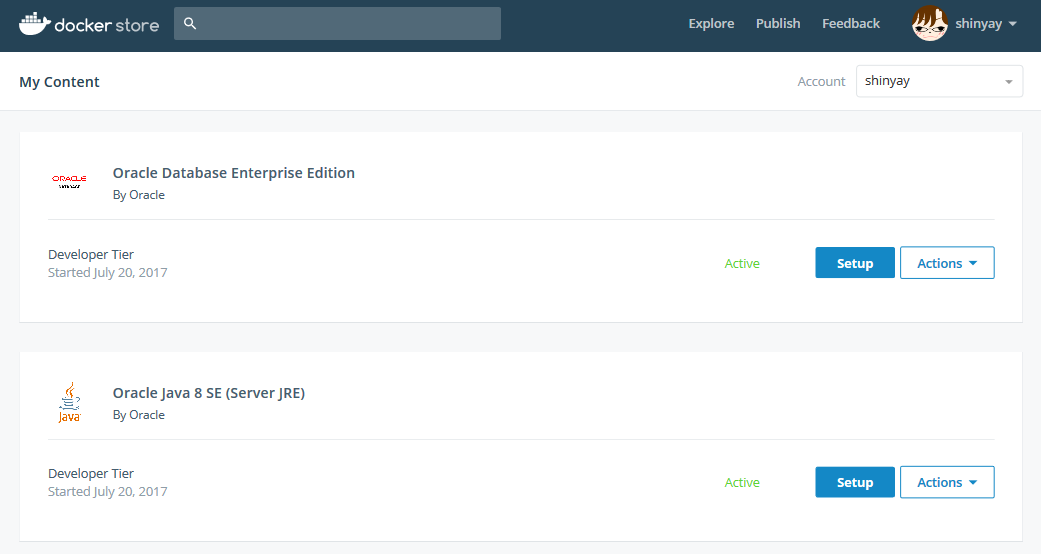 docker store
Explore
Publish
Feedback
shinyay
My Content
Account
shinyay
ORACLE
Oracle Database Enterprise Edition
By Oracle
Developer Tier
Started July 20, 2017
Active
Setup
Actions
Java
Oracle Java 8 SE (Server JRE)
By Oracle
Developer Tier
Started July 20, 2017
Active
Setup
Actions